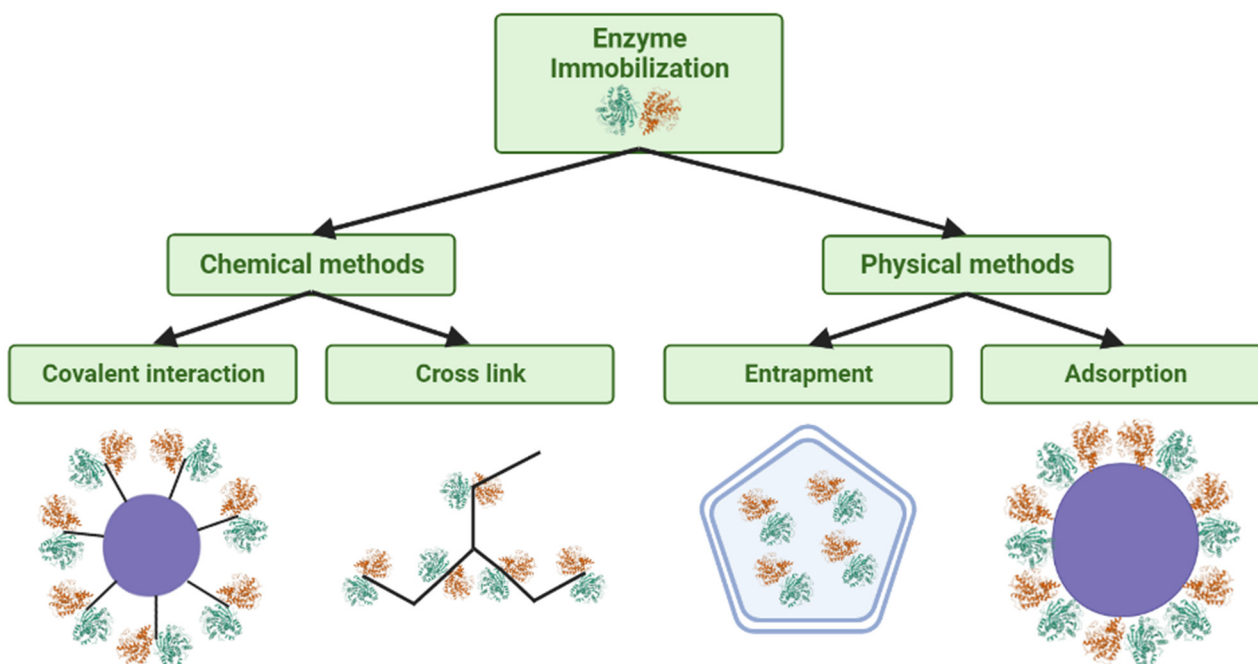 Enzyme
Immobilization
Chemical methods
Physical methods
Covalent interaction
Cross link
Entrapment
Adsorption